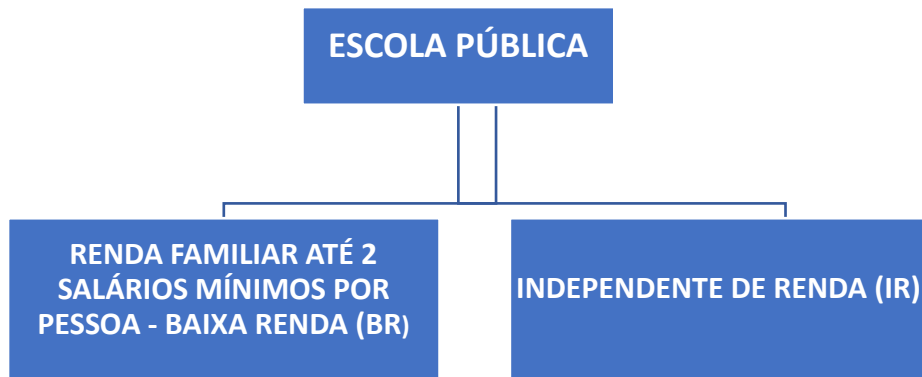 ESCOLA PÚBLICA
RENDA FAMILIAR ATÉ 2
SALÁRIOS MÍNIMOS POR
PESSOA - BAIXA RENDA (BR)
INDEPENDENTE DE RENDA (IR)